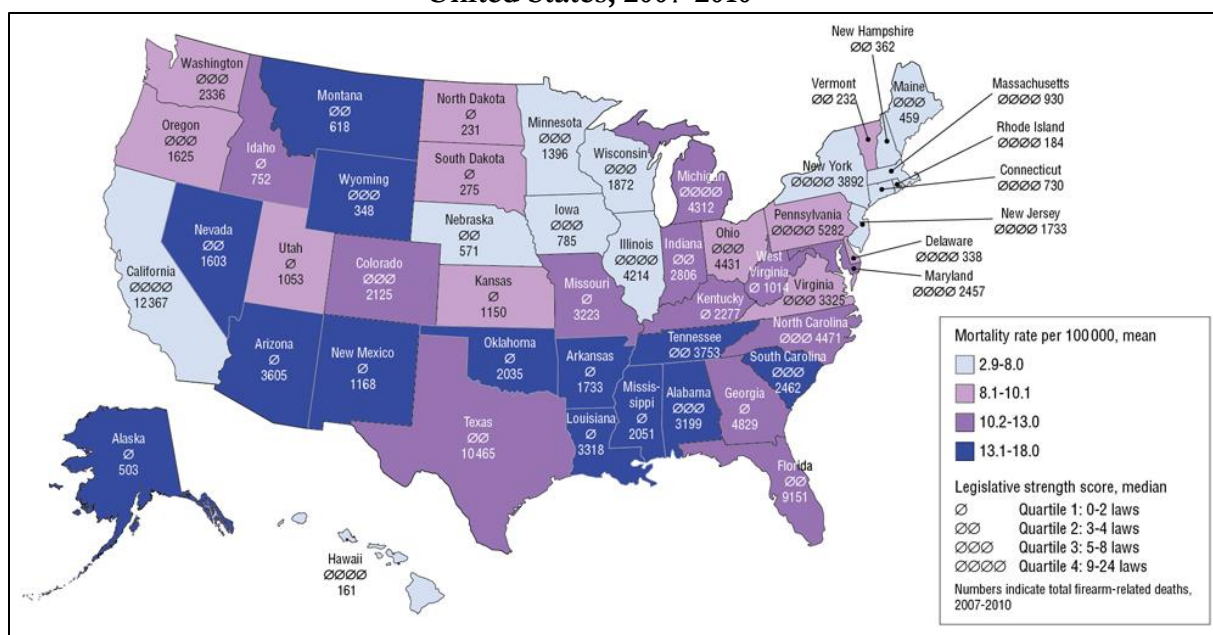 United States, 2007-2010
New Hampshire
ØØ 362
Washington
ØØØ
2336
Montana
ØØ
618
North Dakota
Ø
231
Minnesota
ØØØ
1396
Vermont
ØØ 232
Maine
ØØØ
459
Massachusetts
ØØØØ 930
Oregon
ØØØ
1625
Idaho
Ø
752
South Dakota
Ø
275
Wisconsin
ØØØ
1872
Rhode Island
ØØØØ 184
Wyoming
ØØØ
348
Michigan
ØØØØ
4312
New York
ØØØØ 3892
Connecticut
ØØØØ 730
Nebraska
ØØ
571
Iowa
ØØØ
785
Pennsylvania
ØØØØ 5282
New Jersey
ØØØØ 1733
Nevada
ØØ
1603
Utah
Ø
1053
Illinois
ØØØØ
4214
Indiana
ØØ
2806
Ohio
ØØØ
4431
Delaware
ØØØØ 338
California
ØØØØ
12 367
Colorado
ØØØ
2125
Kansas
Ø
1150
Missouri
Ø
3223
West
Virginia
Ø 1014
Virginia
ØØØ 3325
Maryland
ØØØØ 2457
Kentucky
Ø 2277
North Carolina
ØØØ 4471
Arizona
Ø
3605
New Mexico
Ø
1168
Oklahoma
Ø
2035
Arkansas
Ø
1733
Tennessee
ØØ 3753
South Carolina
ØØØ
2462
Texas
ØØ
10 465
Louisiana
Ø
3318
Missis-
sippi
Ø
2051
Alabama
ØØØ
3199
Georgia
Ø
4829
Florida
ØØ
9151
Alaska
Ø
503
Hawaii
ØØØØ
161
Mortality rate per 100 000, mean
2.9-8.0
8.1-10.1
10.2-13.0
13.1-18.0
Legislative strength score, median
Ø Quartile 1: 0-2 laws
ØØ Quartile 2: 3-4 laws
ØØØ Quartile 3: 5-8 laws
ØØØØ Quartile 4: 9-24 laws
Numbers indicate total firearm-related deaths,
2007-2010